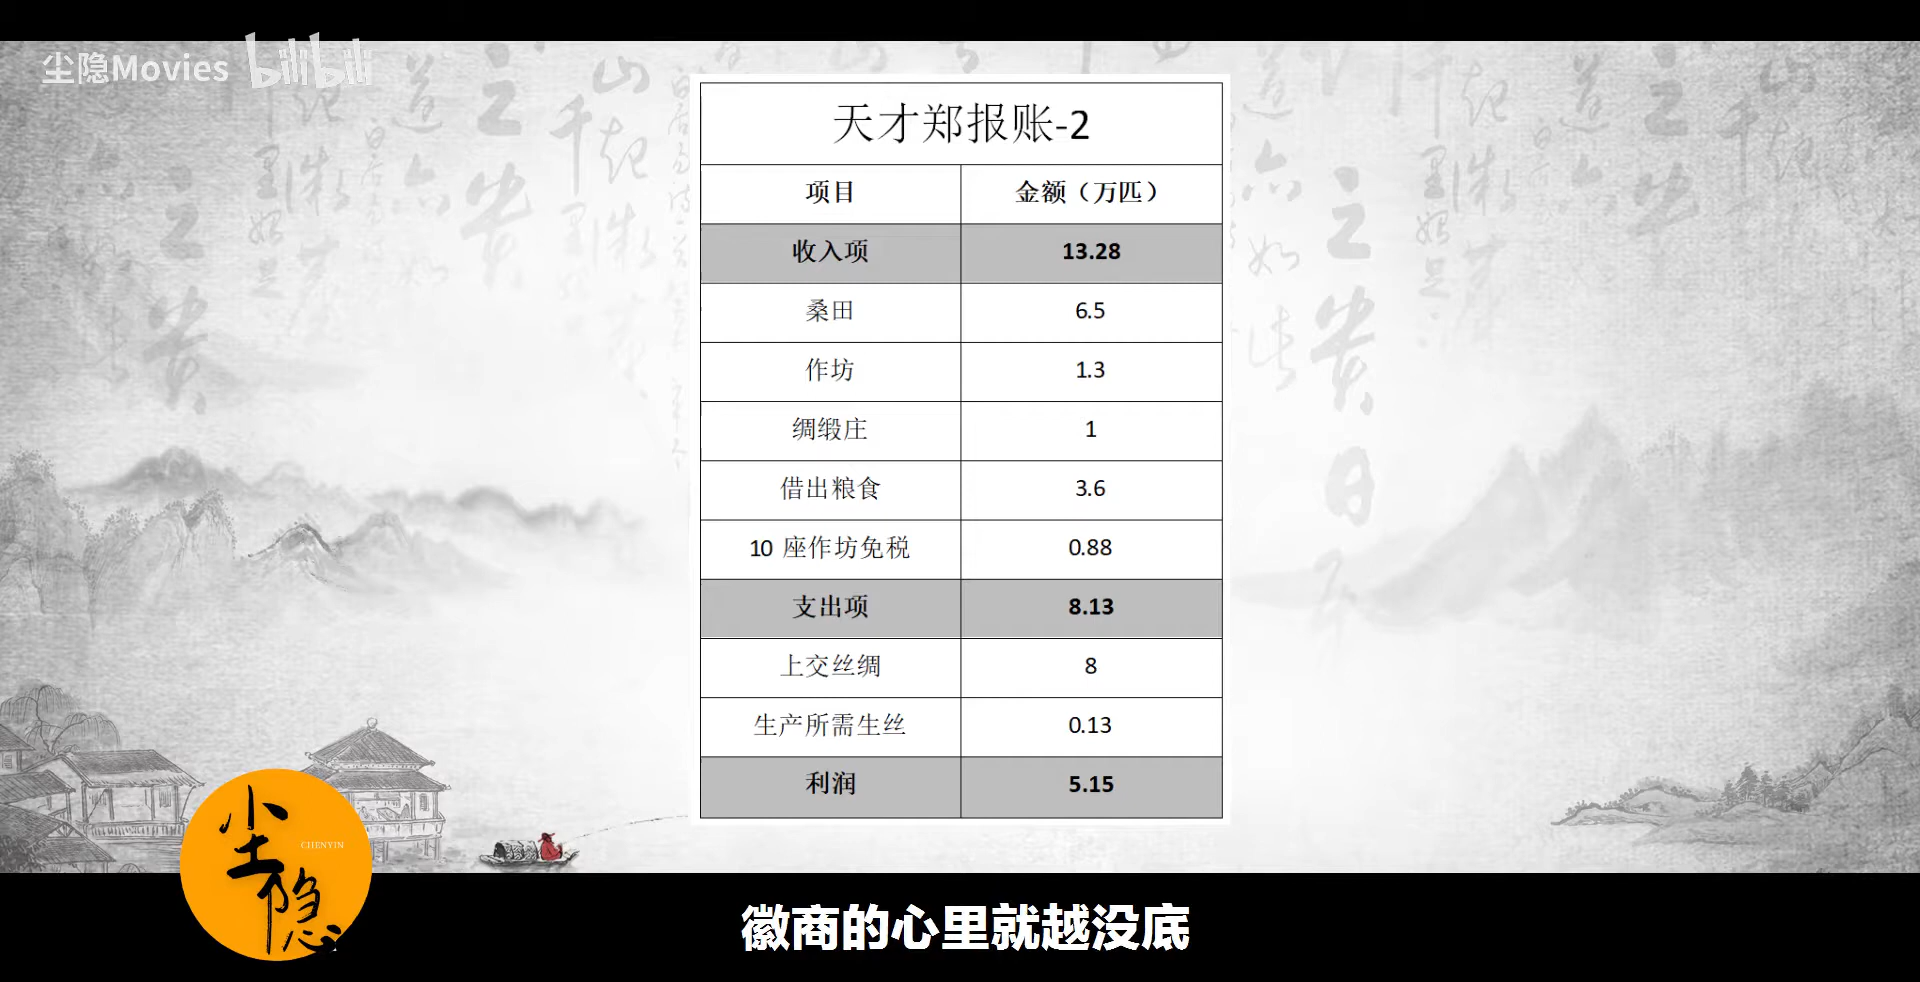 尘隐Movies bilibili
天才郑报账-2
项目 金额（万匹）
收入项 13.28
桑田 6.5
作坊 1.3
绸缎庄 1
借出粮食 3.6
10 座作坊免税 0.88
支出项 8.13
上交丝绸 8
生产所需生丝 0.13
利润 5.15
尘隐
CHENYIN
徽商的心里就越没底